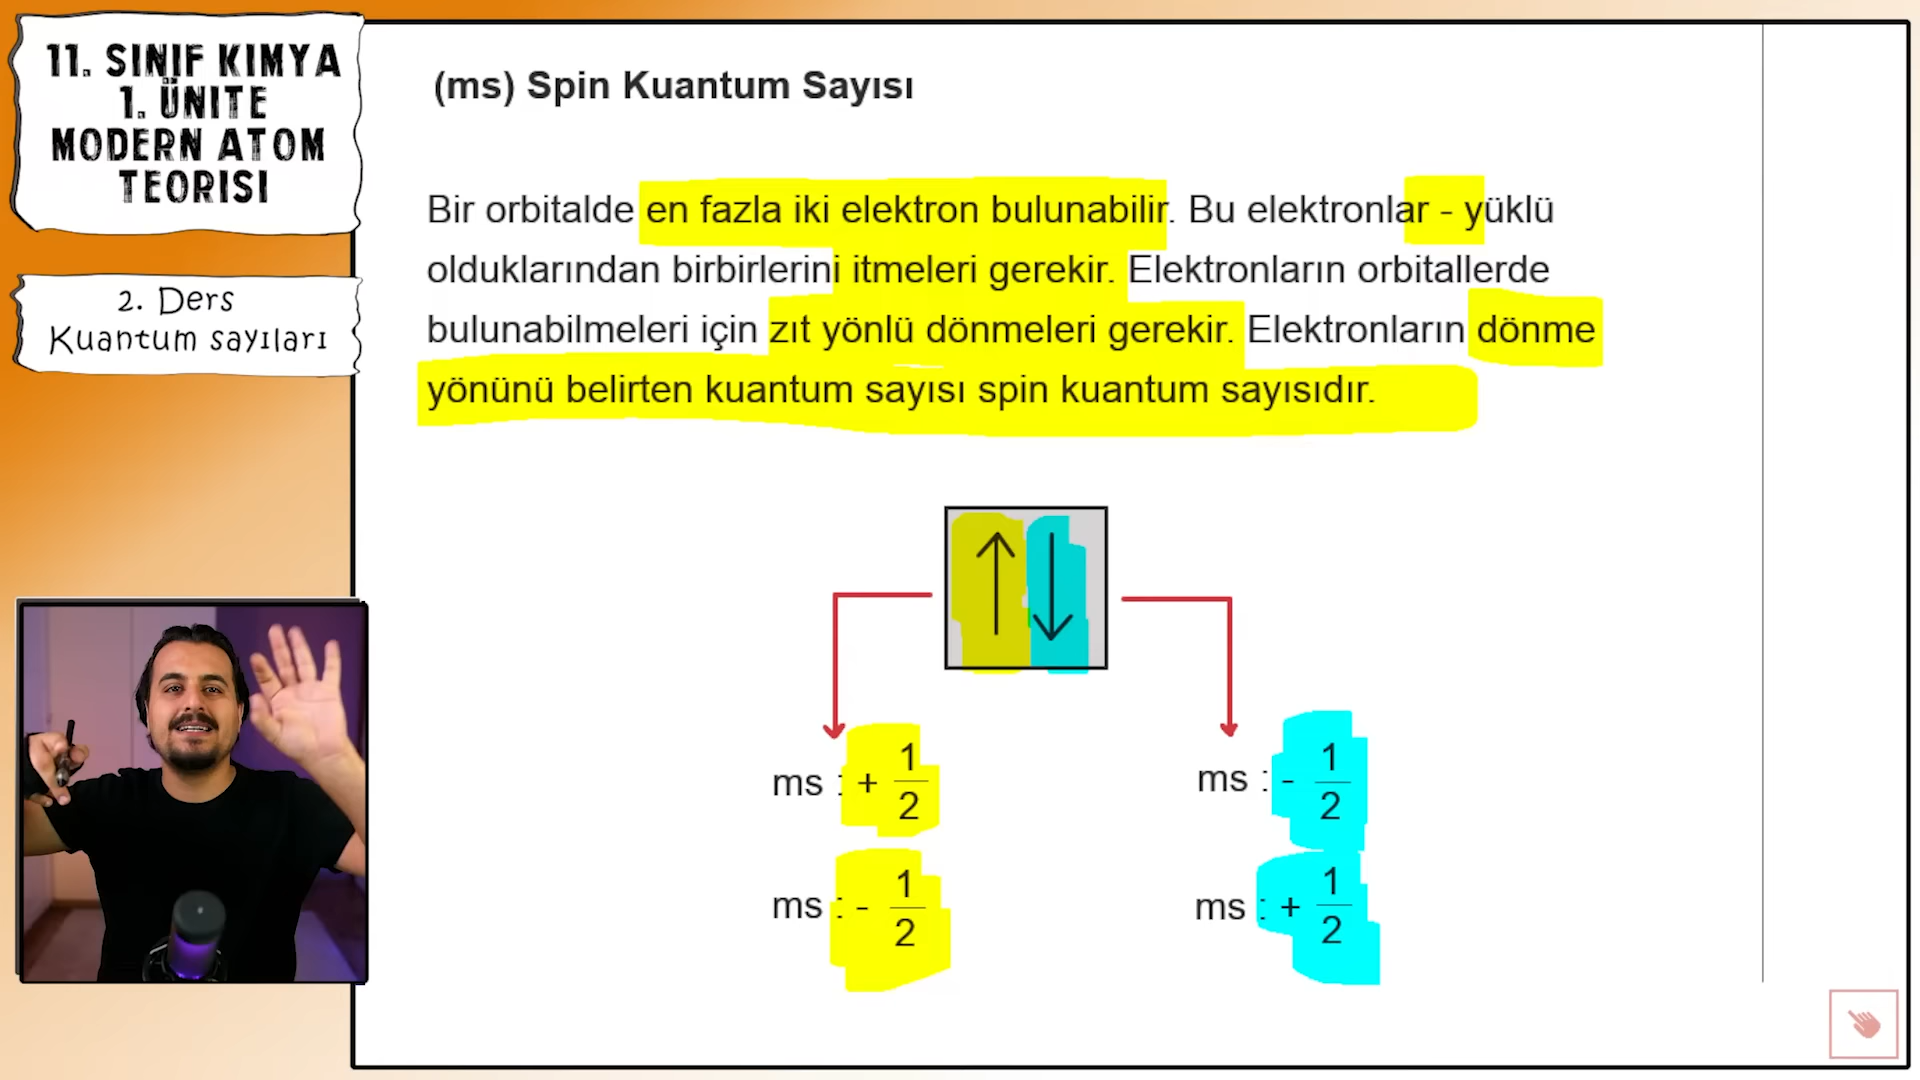 11. SINIF KIMYA
1. ÜNITE
MODERN ATOM
TEORISI
2. Ders
Kuantum sayıları
(ms) Spin Kuantum Sayısı
Bir orbitalde en fazla iki elektron bulunabilir. Bu elektronlar - yüklü
olduklarından birbirlerini itmeleri gerekir. Elektronların orbitallerde
bulunabilmeleri için zıt yönlü dönmeleri gerekir. Elektronların dönme
yönünü belirten kuantum sayısı spin kuantum sayısıdır.
ms : + 1/2
ms : - 1/2
ms : - 1/2
ms : + 1/2